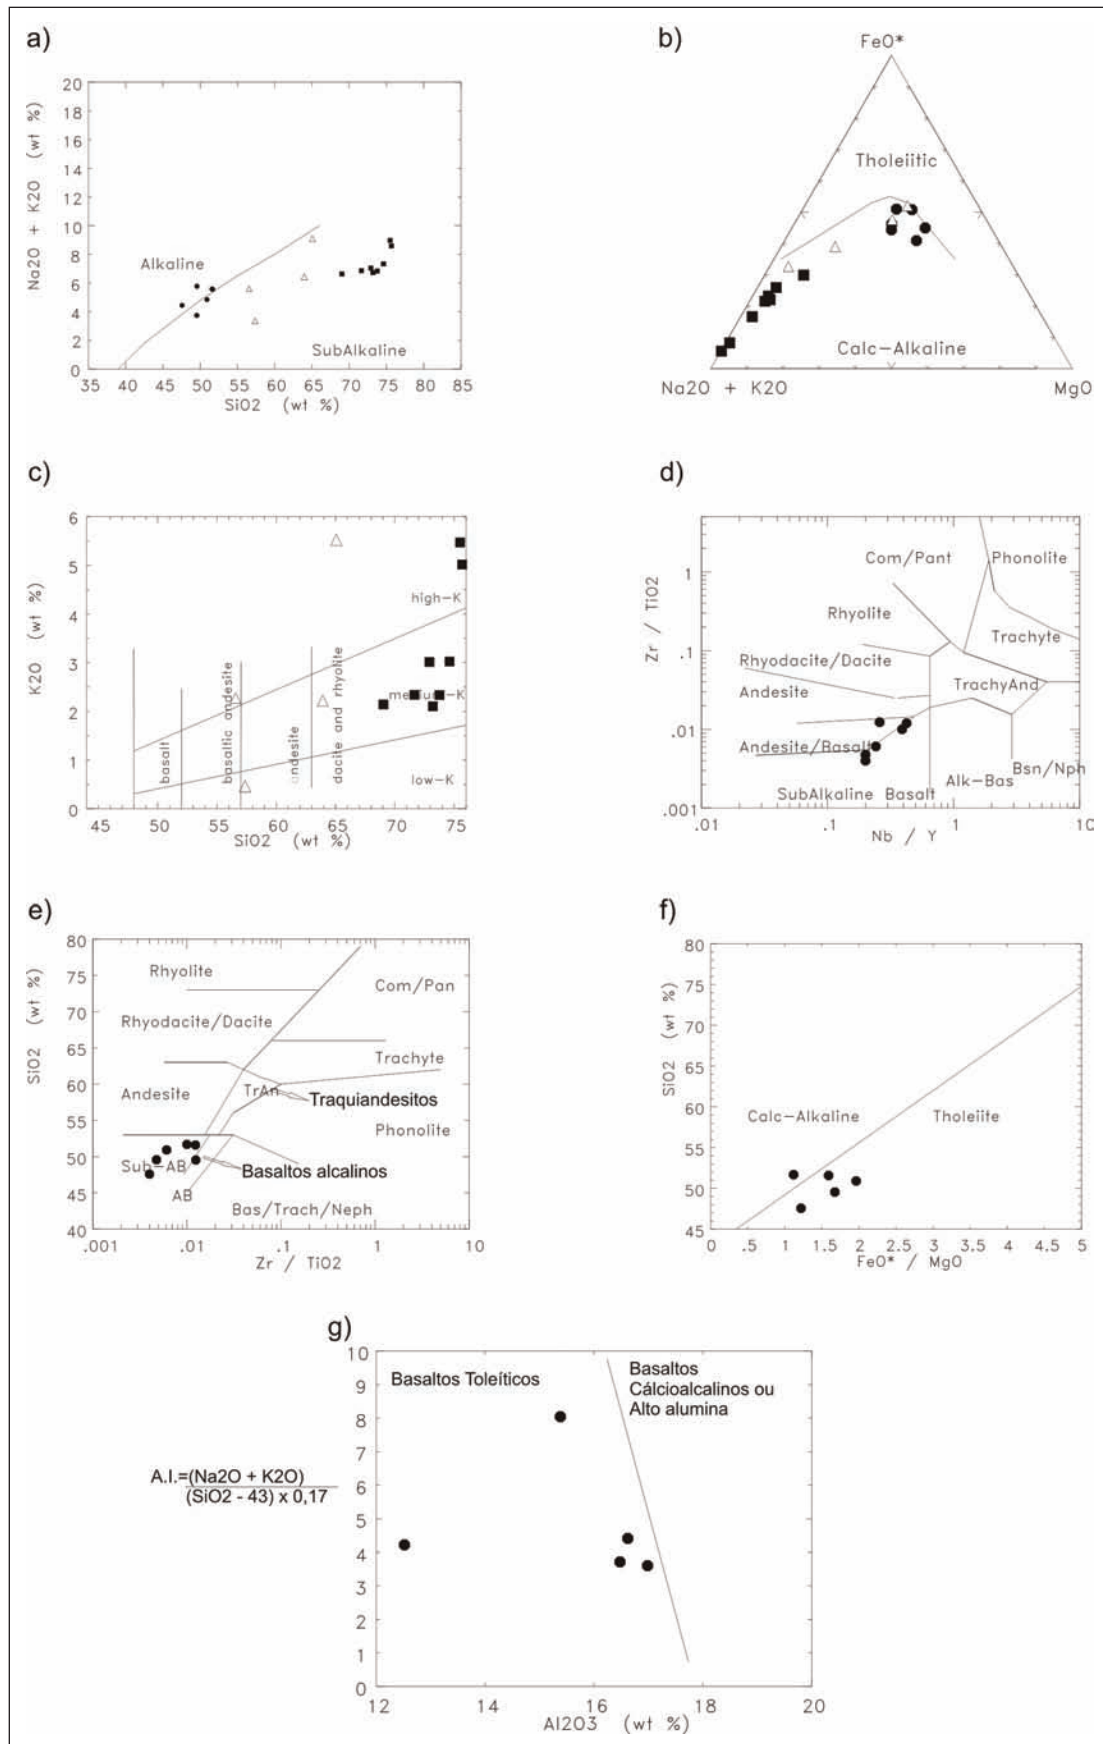 a)
20
18
16
14
12
10
8
6
4
2
0
Na2O + K2O (wt %)
Alkaline
SubAlkaline
35 40 45 50 55 60 65 70 75 80 85
SiO2 (wt %)
b)
FeO*
Tholeiitic
Calc-Alkaline
Na2O + K2O
MgO
c)
6
5
4
3
2
1
0
K2O (wt %)
high-K
low-K
basalt
basaltic andesite
andesite
dacite and rhyolite
45 50 55 60 65 70 75
SiO2 (wt %)
d)
Zr / TiO2
1
.1
.01
.001
Com/Pant
Phonolite
Rhyolite
Trachyte
Rhyodacite/Dacite
TrachyAnd
Andesite
Andesite/Basalt
Bsn/Nph
Alk-Bas
SubAlkaline Basalt
.01 .1 1 10
Nb / Y
e)
80
75
70
65
60
55
50
45
40
SiO2 (wt %)
Rhyolite
Com/Pan
Rhyodacite/Dacite
Trachyte
Andesite
TrAn
Traquiandesitos
Phonolite
Sub-AB
Basaltos alcalinos
AB
Bas/Trach/Neph
.001 .01 .1 1 10
Zr / TiO2
f)
80
75
70
65
60
55
50
45
SiO2 (wt %)
Calc-Alkaline
Tholeiite
0 .5 1 1.5 2 2.5 3 3.5 4 4.5 5
FeO* / MgO
g)
10
9
8
7
6
5
4
3
2
1
0
Basaltos Toleíticos
Basaltos
Cálcioalcalinos ou
Alto alumina
A.I.=(Na2O + K2O)
(SiO2 - 43) x 0,17
12 14 16 18 20
Al2O3 (wt %)